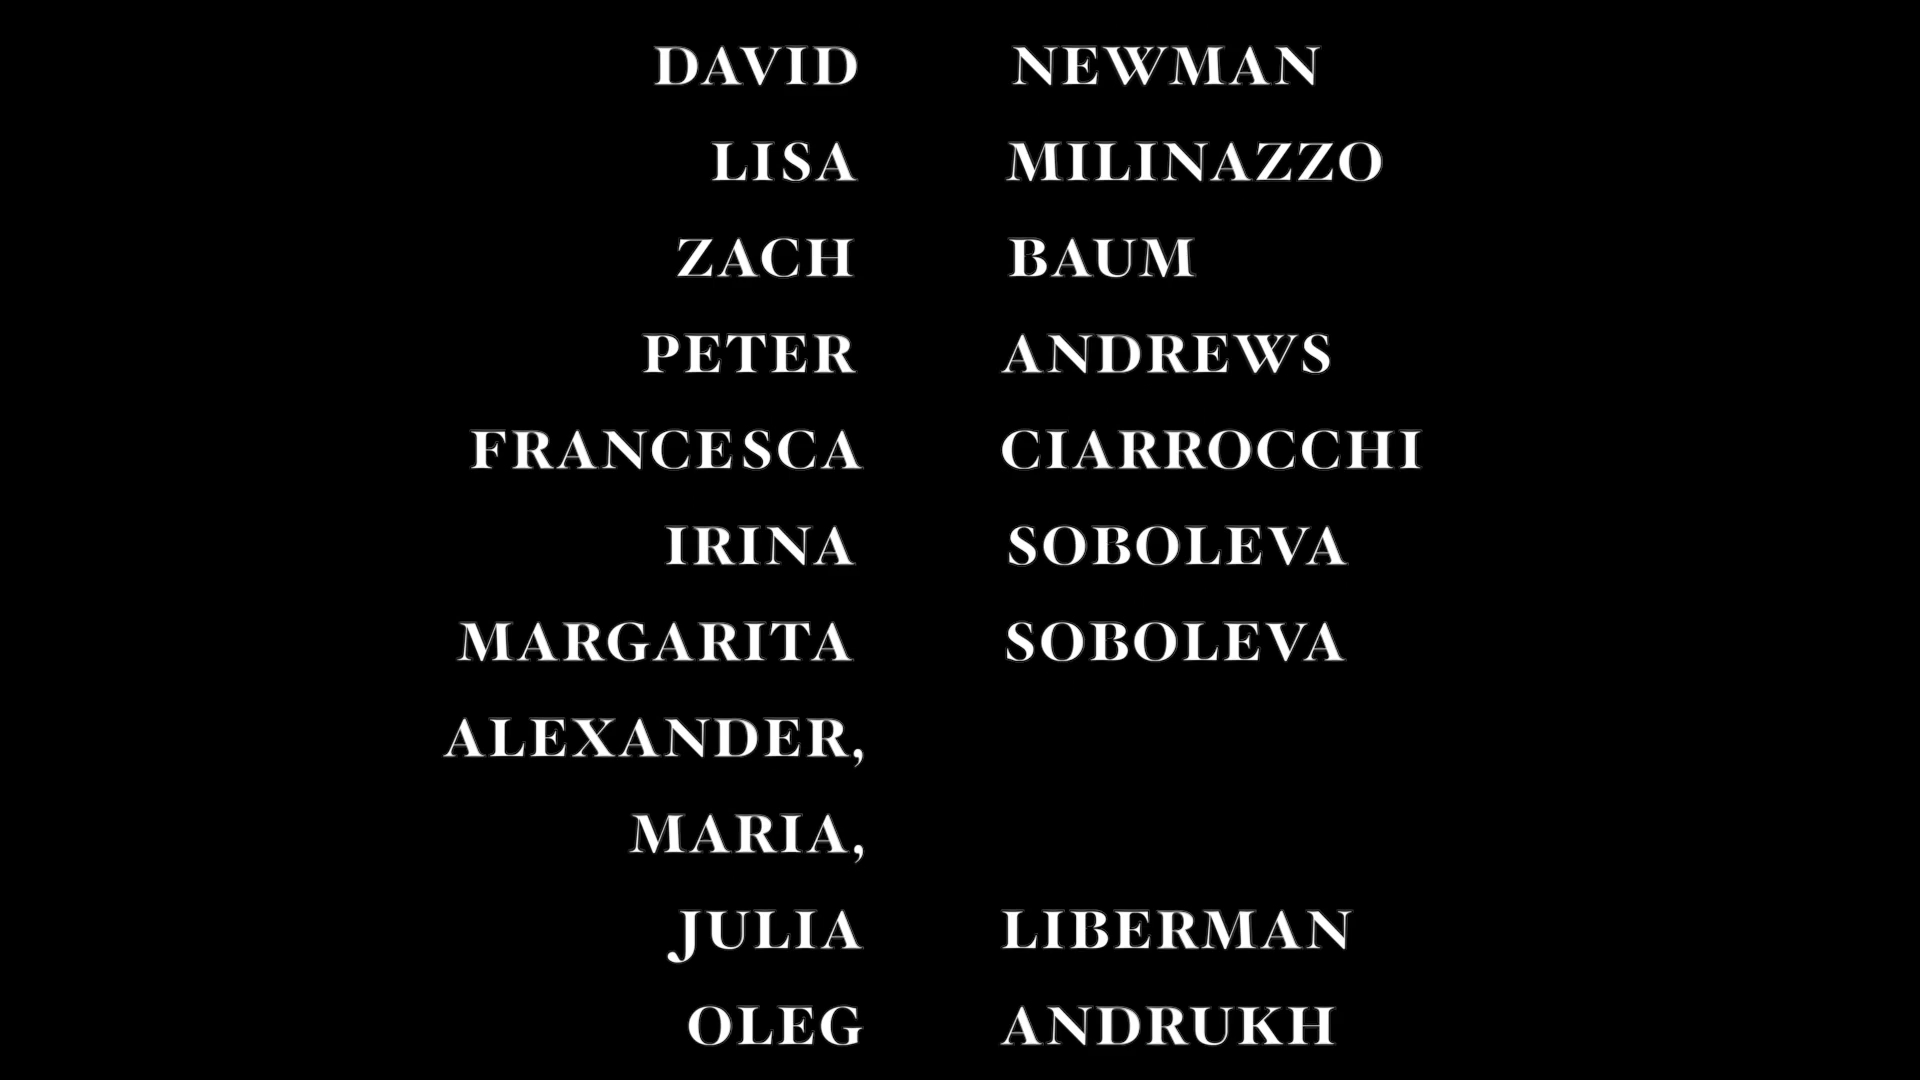 DAVID NEWMAN
LISA MILINAZZO
ZACH BAUM
PETER ANDREWS
FRANCESCA CIARROCCHI
IRINA SOBOLEVA
MARGARITA SOBOLEVA
ALEXANDER,
MARIA,
JULIA LIBERMAN
OLEG ANDRUKH